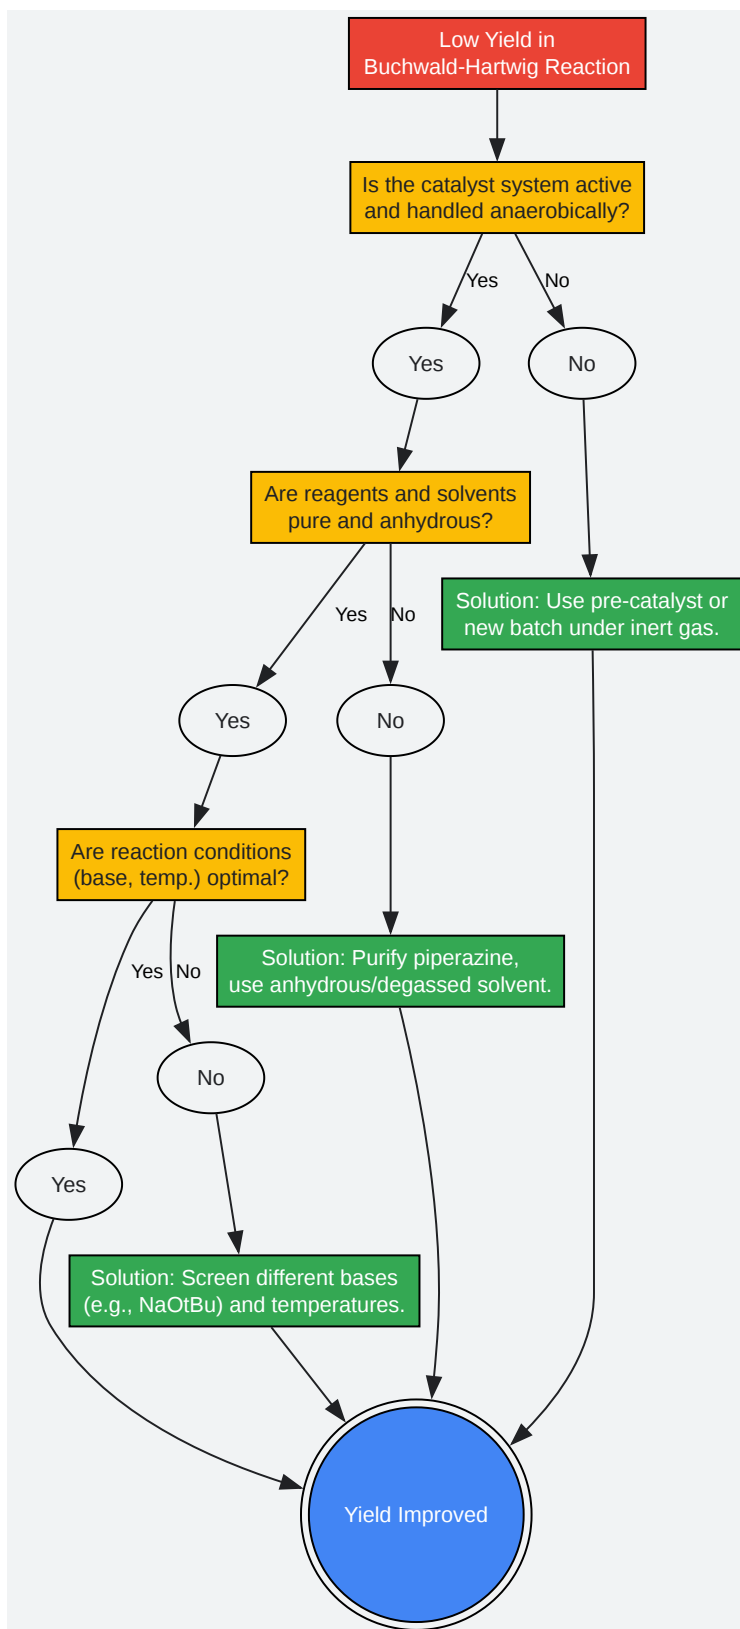 Low Yield in
Buchwald-Hartwig Reaction
Is the catalyst system active
and handled anaerobically?
Yes
No
Yes
No
Are reagents and solvents
pure and anhydrous?
Solution: Use pre-catalyst or
new batch under inert gas.
Yes
No
Yes
No
Are reaction conditions
(base, temp.) optimal?
Solution: Purify piperazine,
use anhydrous/degassed solvent.
Yes
No
No
Yes
Solution: Screen different bases
(e.g., NaOtBu) and temperatures.
Yield Improved